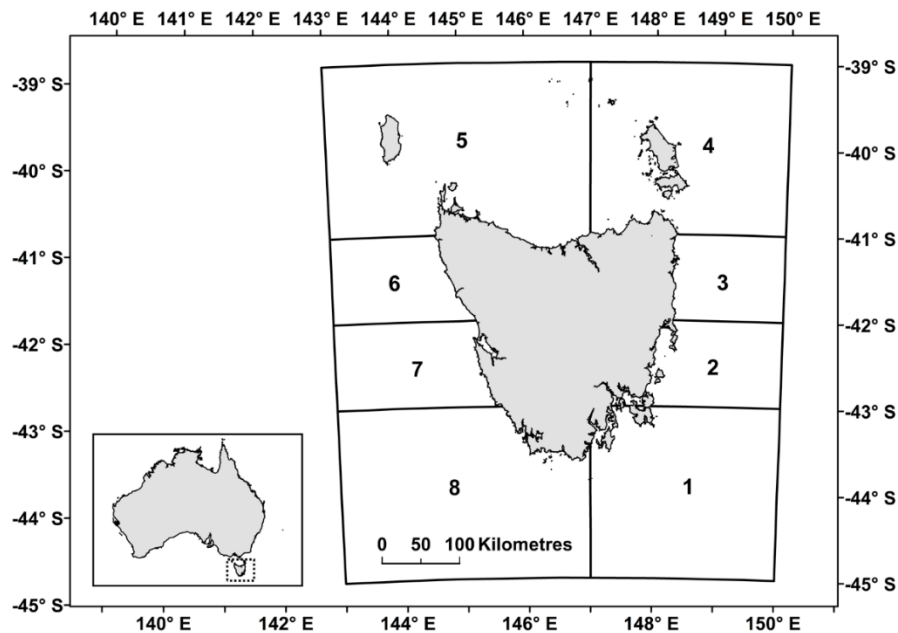 140° E 141° E 142° E 143° E 144° E 145° E 146° E 147° E 148° E 149° E 150° E
-39° S -39° S
5 4
-40° S -40° S
-41° S -41° S
6 3
-42° S -42° S
7 2
-43° S -43° S
8 1
-44° S -44° S
0 50 100 Kilometres
-45° S -45° S
140° E 142° E 144° E 146° E 148° E 150° E